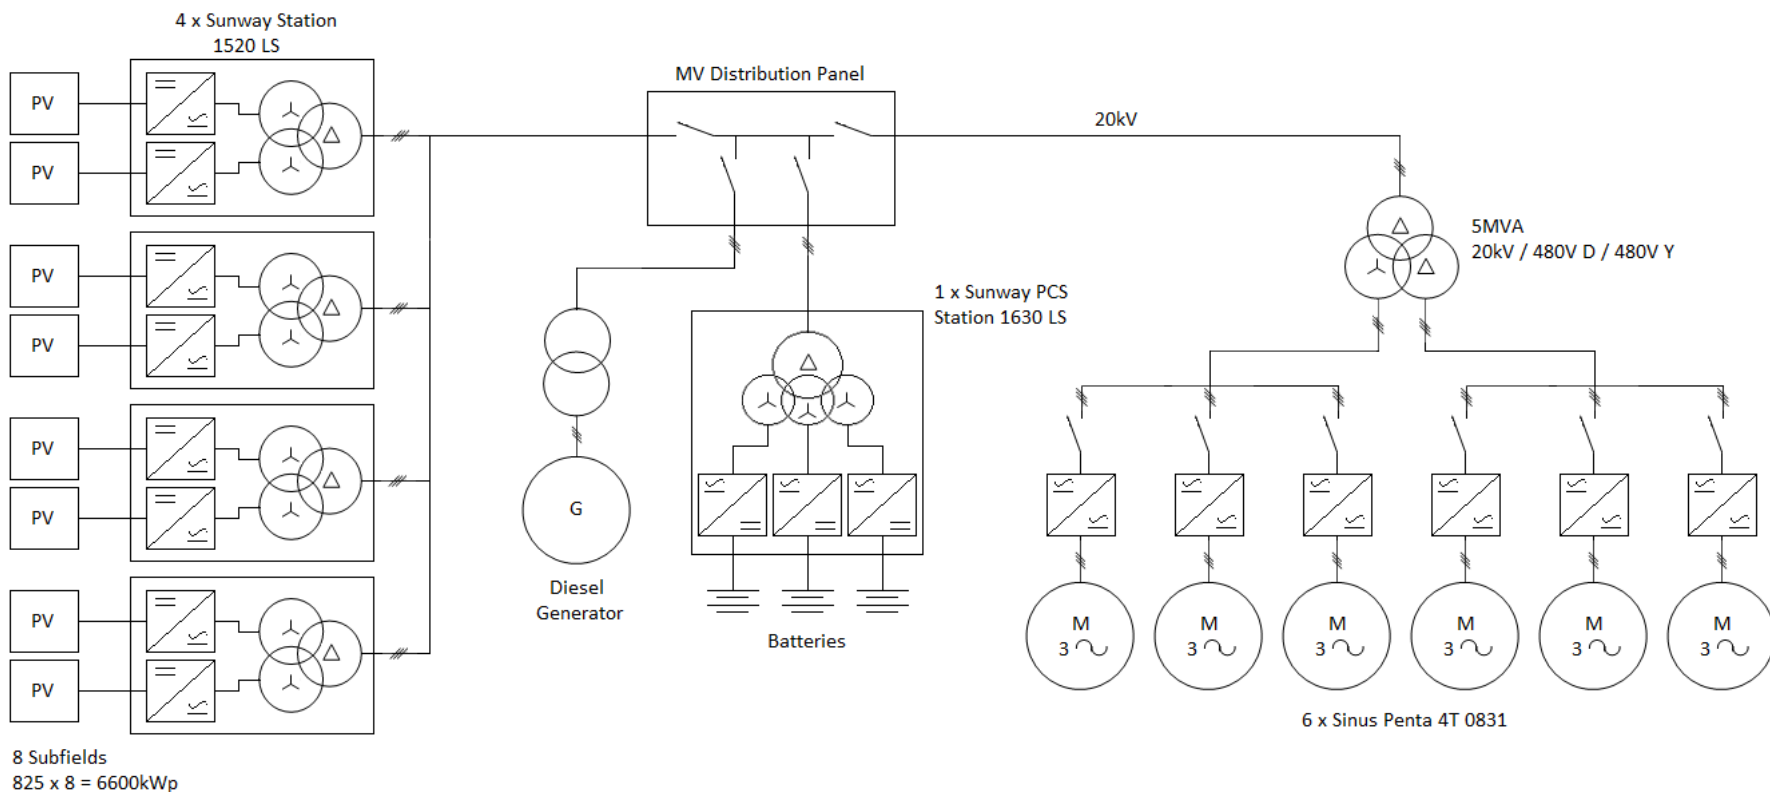 4 x Sunway Station
1520 LS
PV
PV
PV
PV
PV
PV
PV
PV
8 Subfields
825 x 8 = 6600kWp
MV Distribution Panel
20kV
G
Diesel
Generator
1 x Sunway PCS
Station 1630 LS
Batteries
5MVA
20kV / 480V D / 480V Y
M
3
M
3
M
3
M
3
M
3
M
3
6 x Sinus Penta 4T 0831